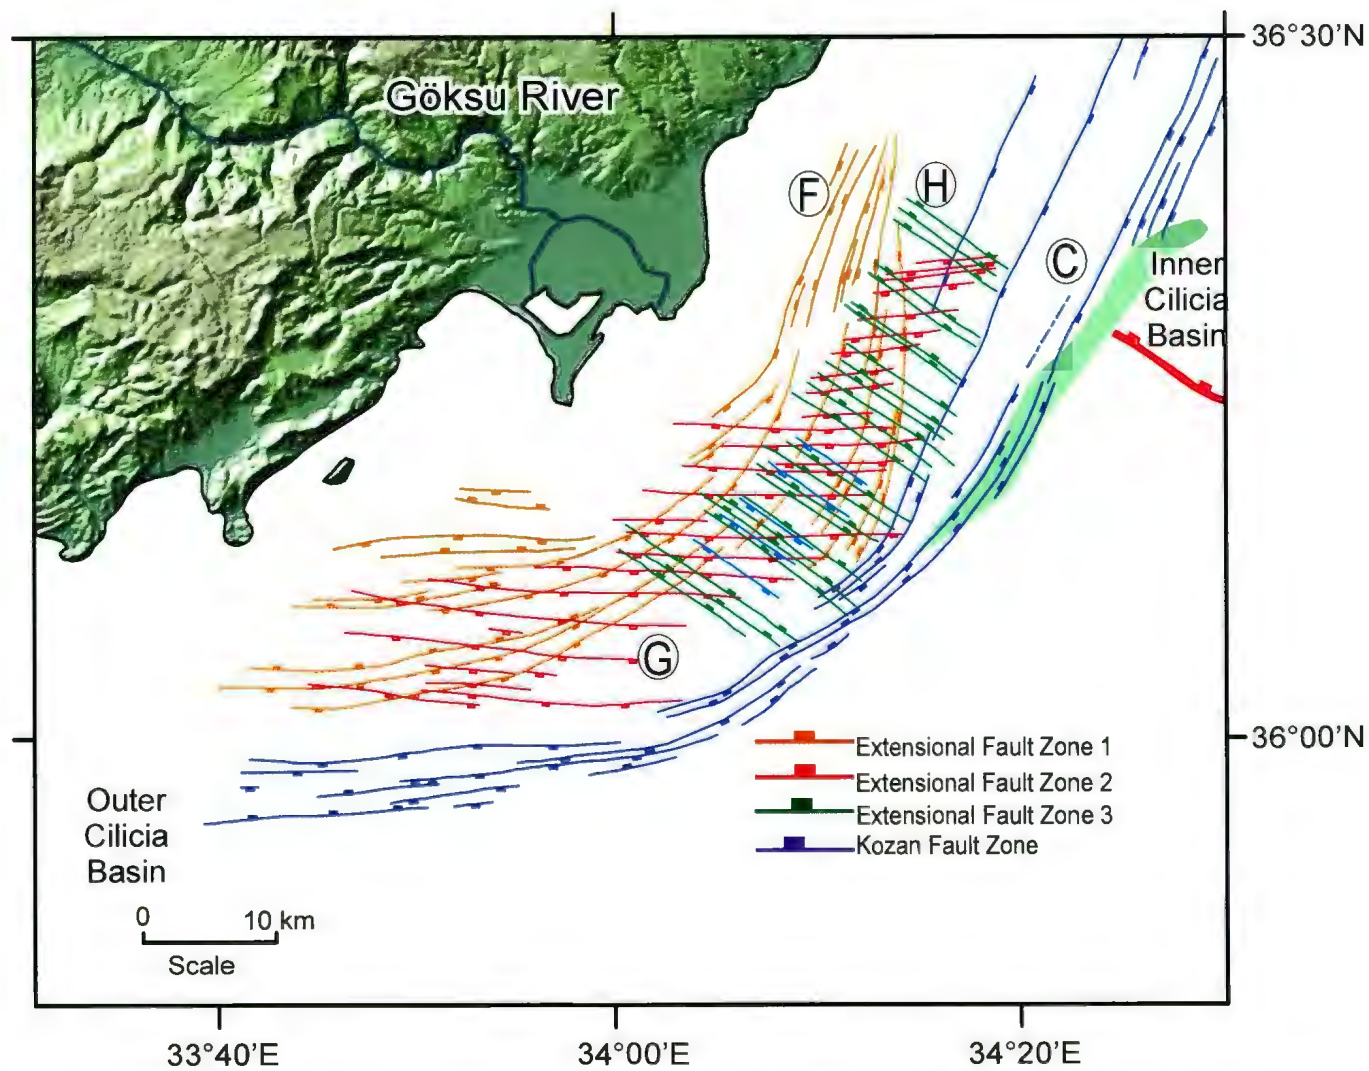 36°30'N
Göksu River
F
H
C
Inner
Cilicia
Basin
G
36°00'N
Extensional Fault Zone 1
Extensional Fault Zone 2
Extensional Fault Zone 3
Kozan Fault Zone
Outer
Cilicia
Basin
0 10 km
Scale
33°40'E 34°00'E 34°20'E